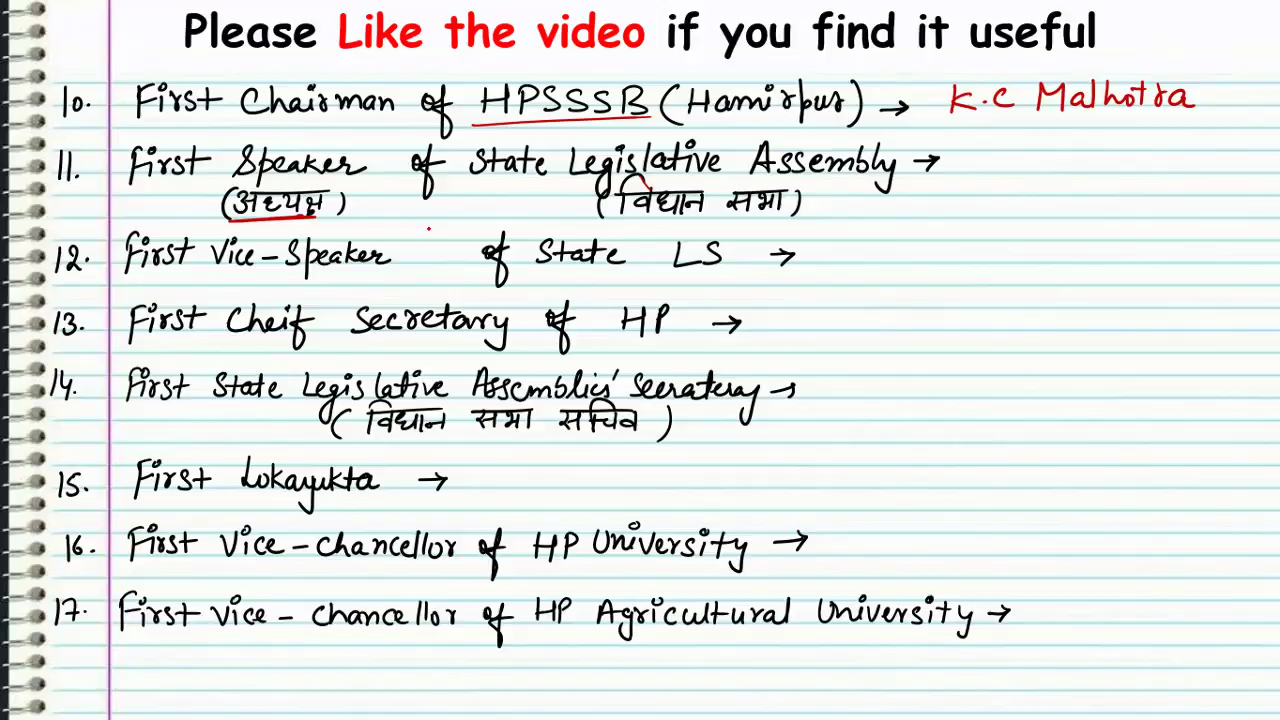 Please Like the video if you find it useful
10. First Chairman of HPSSSB (Hamirpur) → K.C Malhotra
11. First Speaker of State Legislative Assembly →
(अध्यक्ष) (विधान सभा)
12. First Vice-Speaker of State LS →
13. First Cheif Secretary of HP →
14. First State Legislative Assemblies' Secratery →
(विधान सभा सचिव)
15. First Lokayukta →
16. First Vice-Chancellor of HP University →
17. First Vice-Chancellor of HP Agricultural University →